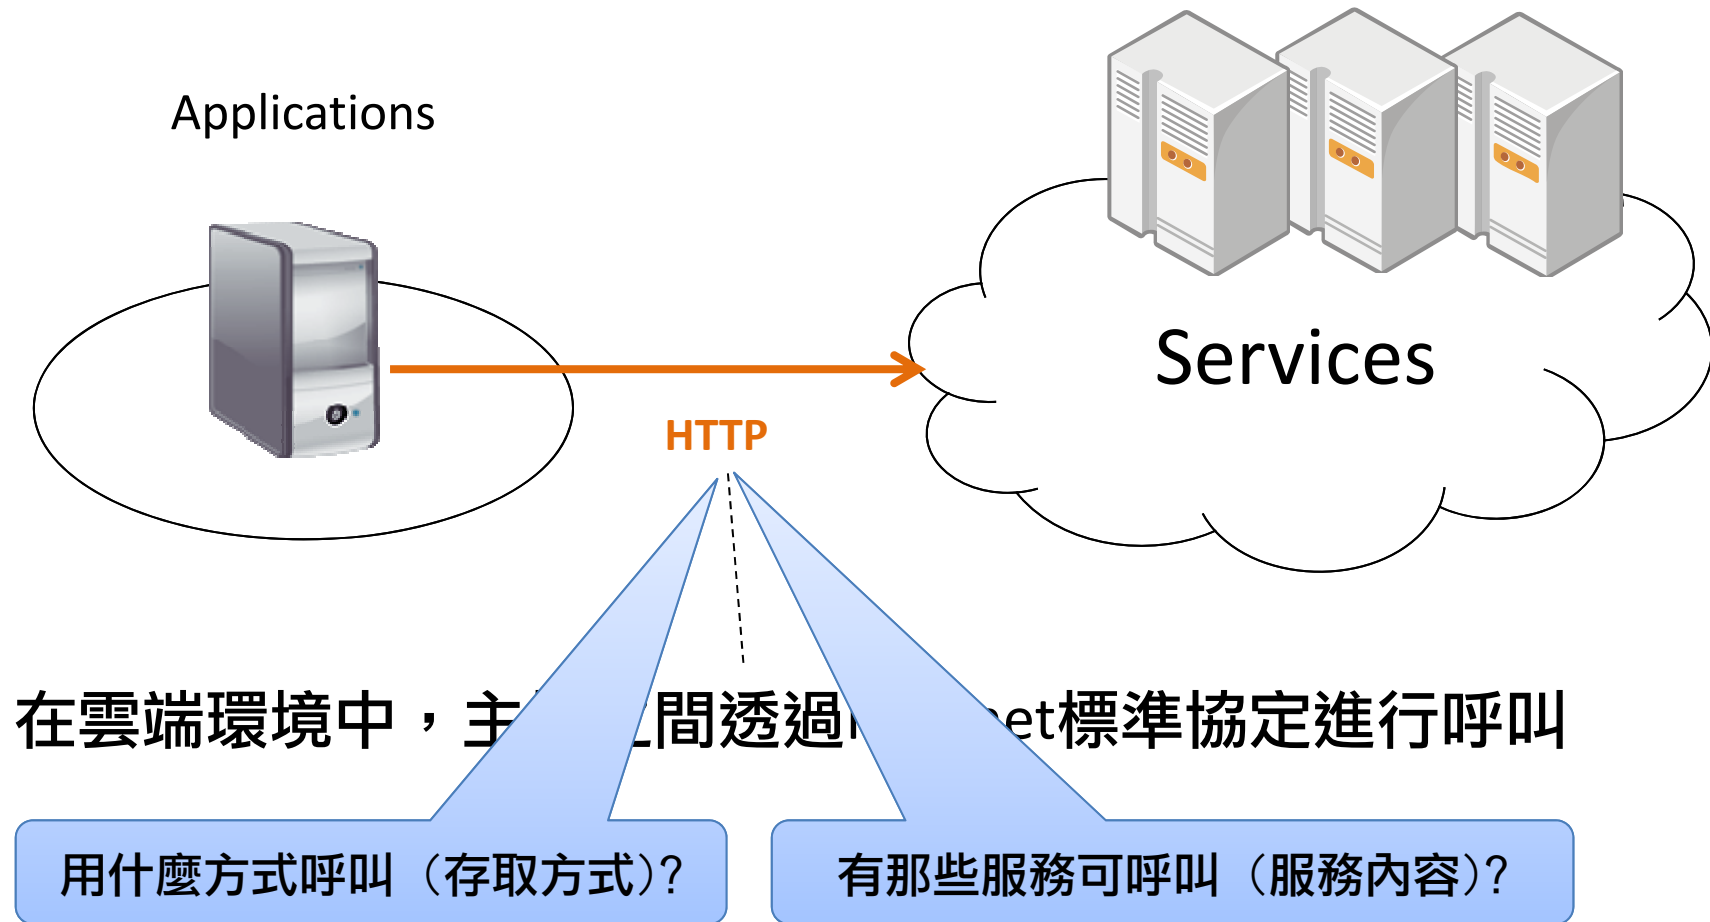 Applications
Services
HTTP
在雲端環境中，主 間透過 et標準協定進行呼叫
用什麼方式呼叫（存取方式）?
有那些服務可呼叫（服務內容）?